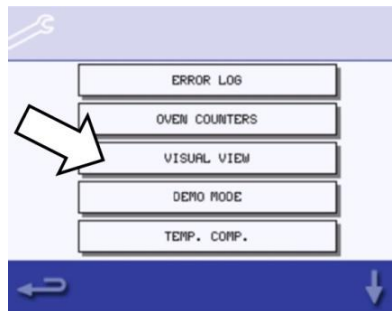 ERROR LOG
OVEN COUNTERS
VISUAL VIEW
DEMO MODE
TEMP. COMP.